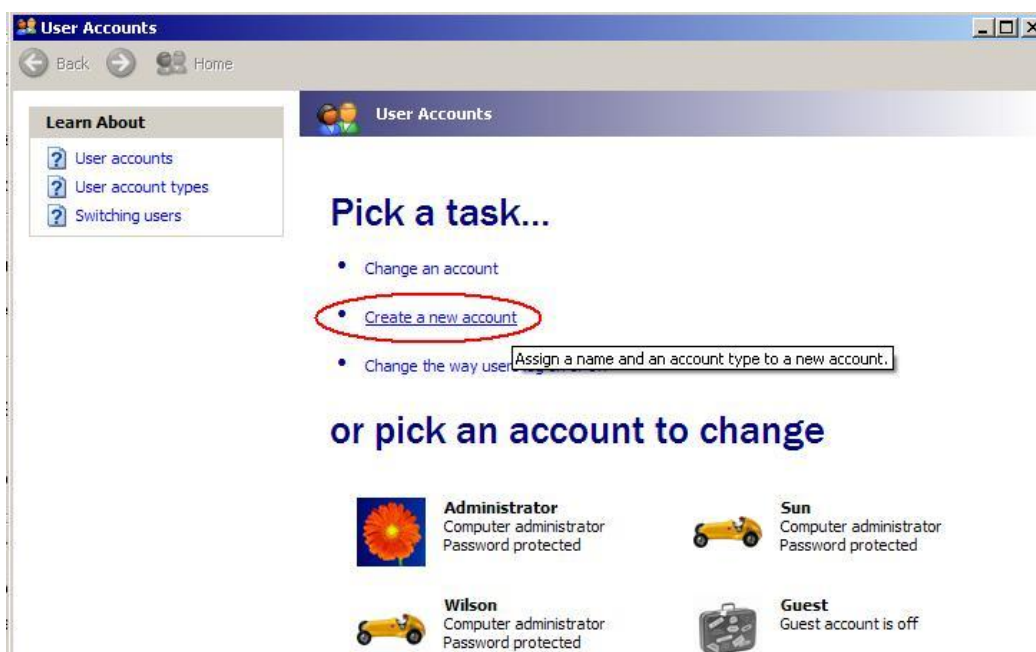 User Accounts
Back
Home
Learn About
User accounts
User account types
Switching users
User Accounts
Pick a task...
Change an account
Create a new account
Assign a name and an account type to a new account.
Change the way user
or pick an account to change
Administrator
Computer administrator
Password protected
Sun
Computer administrator
Password protected
Wilson
Computer administrator
Password protected
Guest
Guest account is off